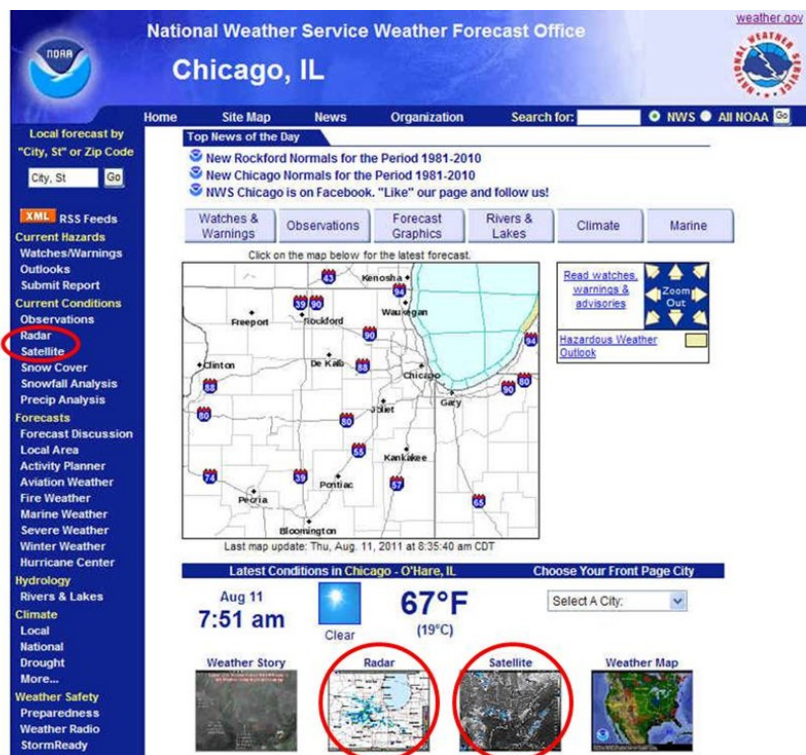 weather.gov
National Weather Service Weather Forecast Office
NOAA
Chicago, IL
NATIONAL WEATHER SERVICE
Home Site Map News Organization Search for: NWS All NOAA Go
Local forecast by
"City, St" or Zip Code
City, St Go
XML RSS Feeds
Current Hazards
Watches/Warnings
Outlooks
Submit Report
Current Conditions
Observations
Radar
Satellite
Snow Cover
Snowfall Analysis
Precip Analysis
Forecasts
Forecast Discussion
Local Area
Activity Planner
Aviation Weather
Fire Weather
Marine Weather
Severe Weather
Winter Weather
Hurricane Center
Hydrology
Rivers & Lakes
Climate
Local
National
Drought
More...
Weather Safety
Preparedness
Weather Radio
StormReady
Top News of the Day
New Rockford Normals for the Period 1981-2010
New Chicago Normals for the Period 1981-2010
NWS Chicago is on Facebook. "Like" our page and follow us!
Watches & Warnings
Observations
Forecast Graphics
Rivers & Lakes
Climate
Marine
Click on the map below for the latest forecast.
43
Kenosha
94
39 90
Waukegan
Freeport
Rockford
90
94
Clinton
De Kalb
88
Chicago
88
90 80
Gary
80
80
Joliet
55
Kankakee
74
39
Pontiac
57
Peoria
65
Bloomington
Last map update: Thu, Aug. 11, 2011 at 8:35:40 am CDT
Read watches,
warnings &
advisories
Zoom
Out
Hazardous Weather
Outlook
Latest Conditions in Chicago - O'Hare, IL
Choose Your Front Page City
Aug 11
7:51 am
Clear
67°F
(19°C)
Select A City:
Weather Story
Radar
Satellite
Weather Map